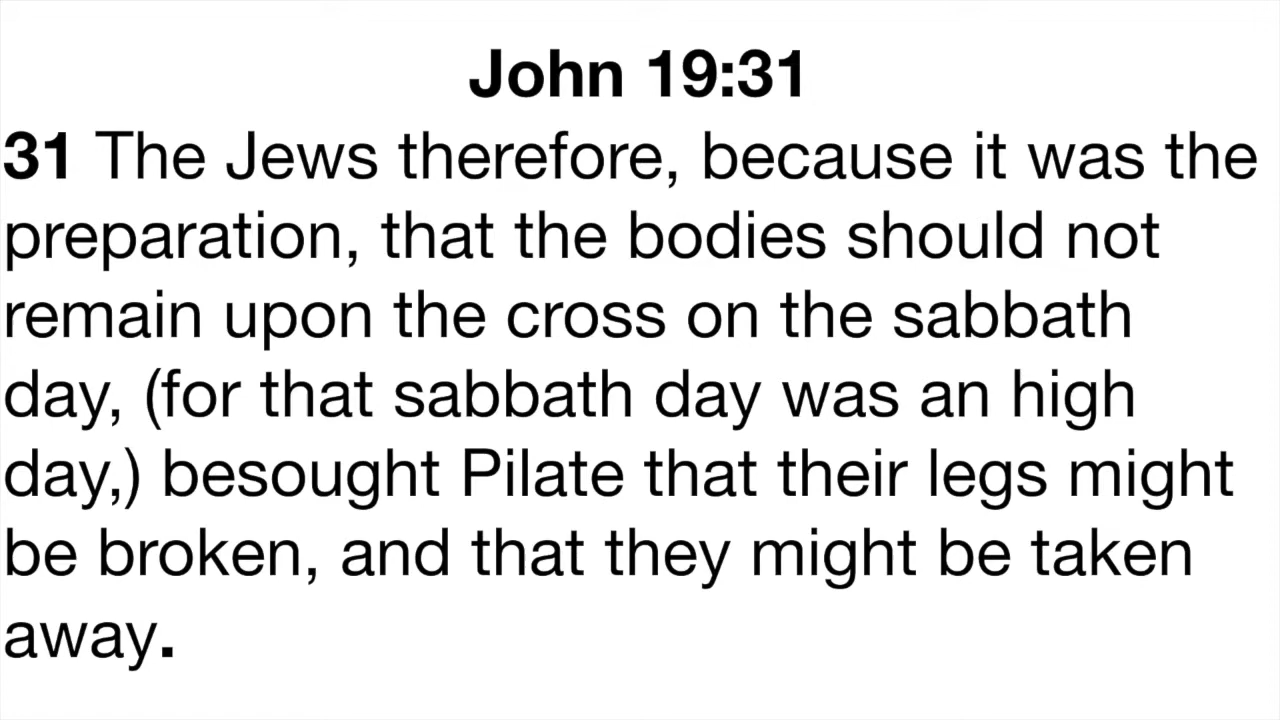 John 19:31
31 The Jews therefore, because it was the
preparation, that the bodies should not
remain upon the cross on the sabbath
day, (for that sabbath day was an high
day,) besought Pilate that their legs might
be broken, and that they might be taken
away.